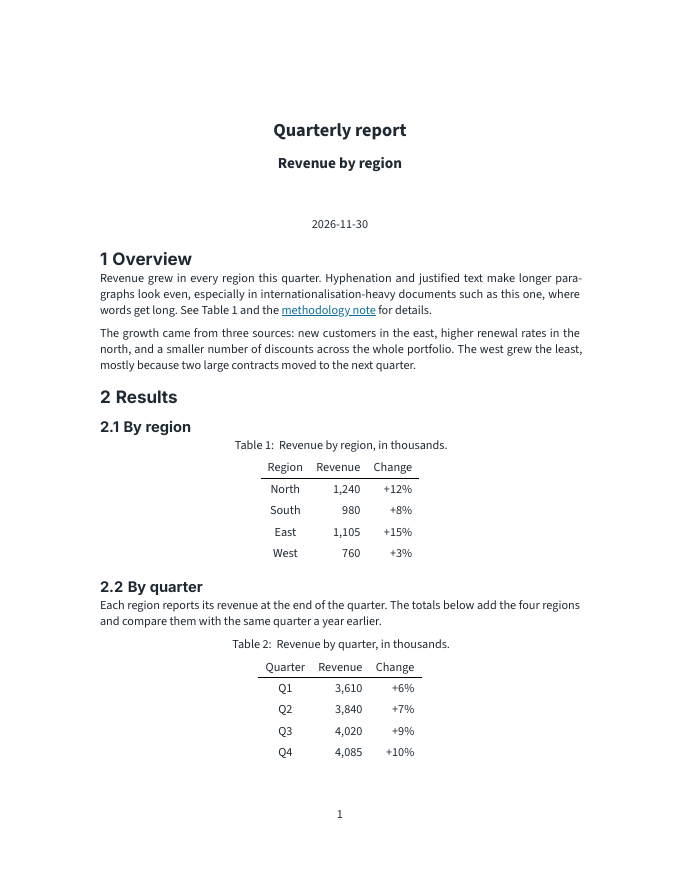 Quarterly report
Revenue by region
2026-11-30
1 Overview
Revenue grew in every region this quarter. Hyphenation and justified text make longer para-
graphs look even, especially in internationalisation-heavy documents such as this one, where
words get long. See Table 1 and the methodology note for details.
The growth came from three sources: new customers in the east, higher renewal rates in the
north, and a smaller number of discounts across the whole portfolio. The west grew the least,
mostly because two large contracts moved to the next quarter.
2 Results
2.1 By region
Table 1: Revenue by region, in thousands.
Region Revenue Change
North 1,240 +12%
South 980 +8%
East 1,105 +15%
West 760 +3%
2.2 By quarter
Each region reports its revenue at the end of the quarter. The totals below add the four regions
and compare them with the same quarter a year earlier.
Table 2: Revenue by quarter, in thousands.
Quarter Revenue Change
Q1 3,610 +6%
Q2 3,840 +7%
Q3 4,020 +9%
Q4 4,085 +10%
1